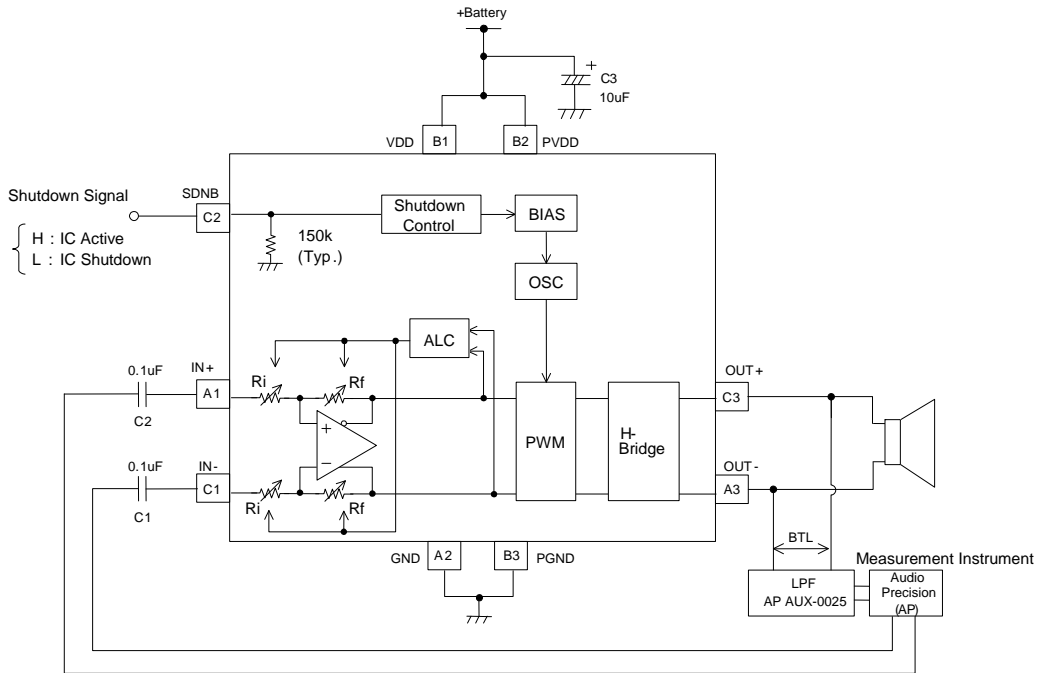 +Battery
+
C3
10uF
VDD
B1
B2
PVDD
SDNB
Shutdown Signal
C2
H : IC Active
L : IC Shutdown
150k
(Typ.)
Shutdown
Control
BIAS
OSC
ALC
0.1uF
IN+
A1
C2
Ri
Rf
+
−
0.1uF
IN-
C1
C1
Ri
Rf
PWM
H-
Bridge
OUT+
C3
OUT-
A3
BTL
GND
A2
B3
PGND
Measurement Instrument
LPF
AP AUX-0025
Audio
Precision
(AP)